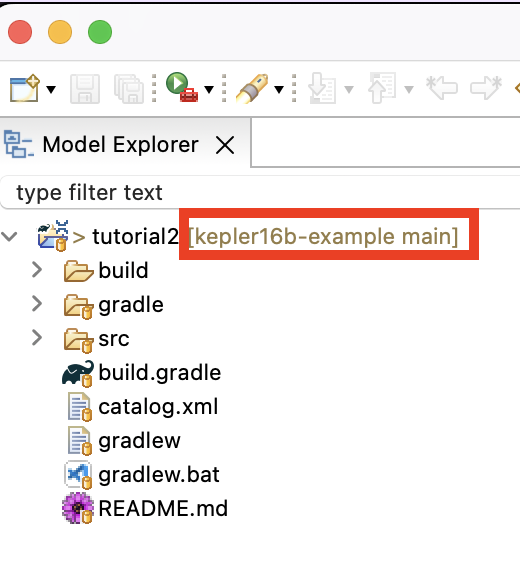 Model Explorer
type filter text
> tutorial2 [kepler16b-example main]
build
gradle
src
build.gradle
catalog.xml
gradlew
gradlew.bat
README.md